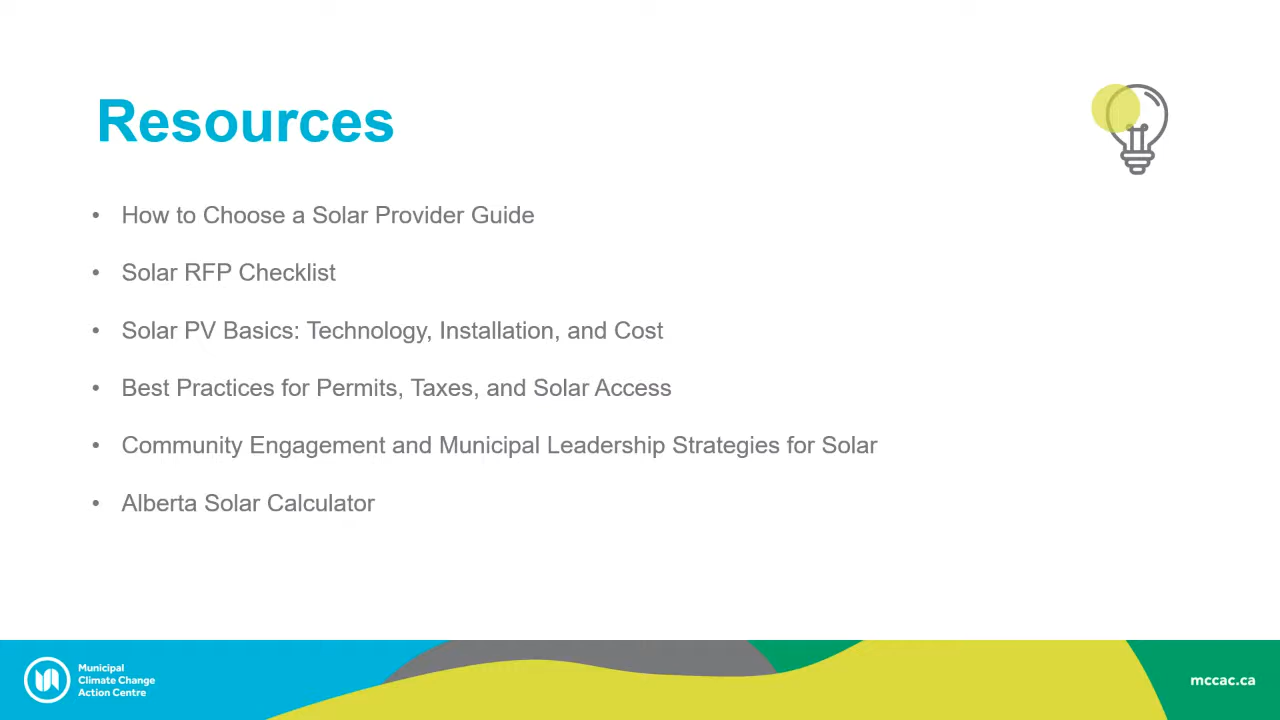 Resources
• How to Choose a Solar Provider Guide
• Solar RFP Checklist
• Solar PV Basics: Technology, Installation, and Cost
• Best Practices for Permits, Taxes, and Solar Access
• Community Engagement and Municipal Leadership Strategies for Solar
• Alberta Solar Calculator
Municipal
Climate Change
Action Centre
mccac.ca